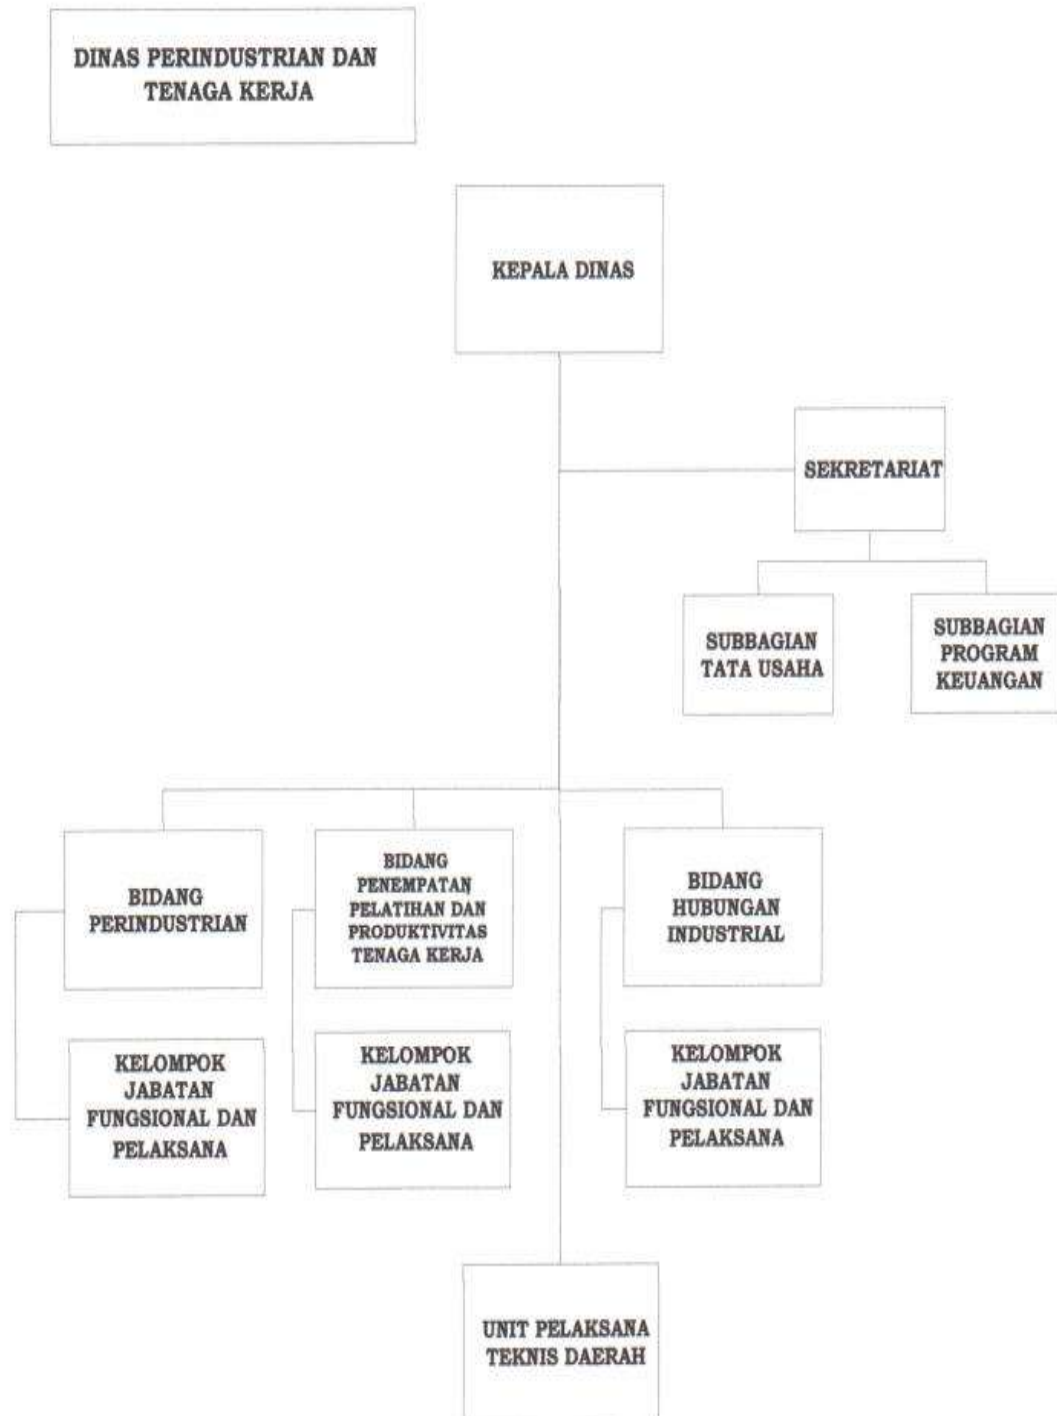 DINAS PERINDUSTRIAN DAN
TENAGA KERJA
KEPALA DINAS
SEKRETARIAT
SUBBAGIAN
TATA USAHA
SUBBAGIAN
PROGRAM
KEUANGAN
BIDANG
PERINDUSTRIAN
BIDANG
PENEMPATAN
PELATIHAN DAN
PRODUKTIVITAS
TENAGA KERJA
BIDANG
HUBUNGAN
INDUSTRIAL
KELOMPOK
JABATAN
FUNGSIONAL DAN
PELAKSANA
KELOMPOK
JABATAN
FUNGSIONAL DAN
PELAKSANA
KELOMPOK
JABATAN
FUNGSIONAL DAN
PELAKSANA
UNIT PELAKSANA
TEKNIS DAERAH